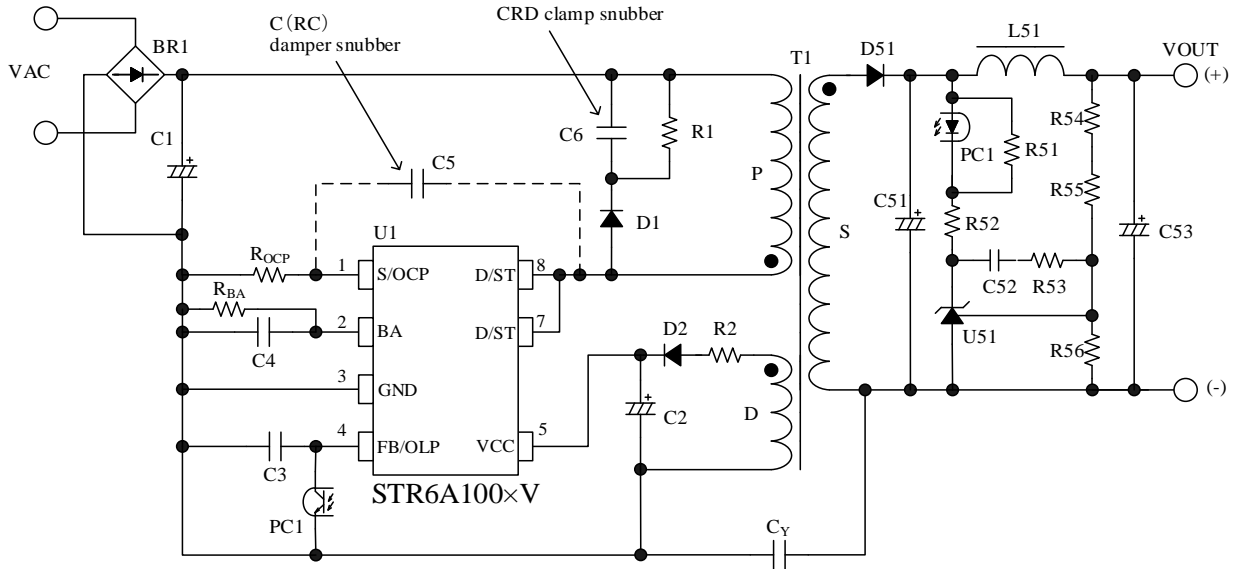 C(RC)
damper snubber
CRD clamp snubber
BR1
VAC
C1
C5
C6
R1
D1
T1
P
S
D
D51
L51
VOUT
(+)
PC1
R51
R54
R55
C51
R52
C53
C52
R53
U51
R56
(-)
U1
ROCP
1
S/OCP
D/ST
8
RBA
2
BA
D/ST
7
C4
3
GND
D2
R2
C2
4
FB/OLP
VCC
5
C3
PC1
STR6A100×V
CY